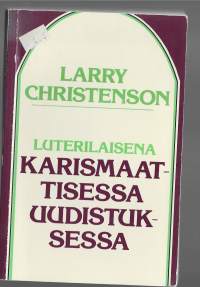 LARRY
CHRISTENSON
LUTERILAISENA
KARISMAAT-
TISESSA
UUDISTUK-
SESSA